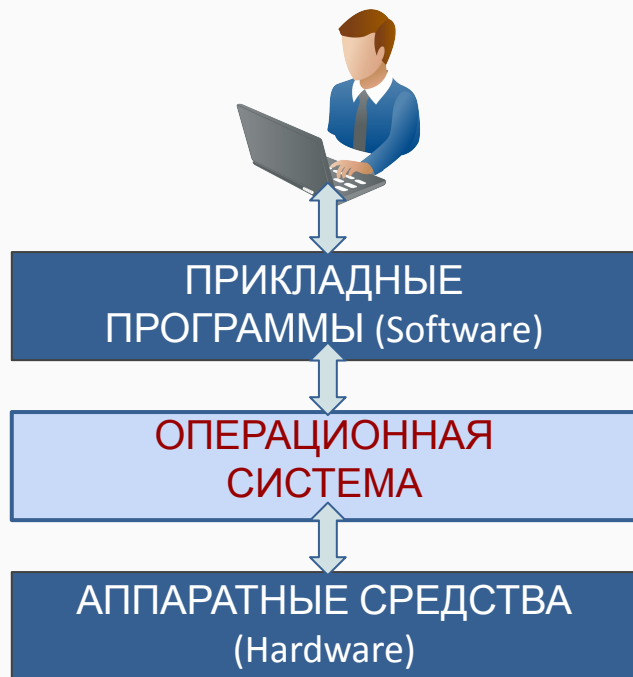 ПРИКЛАДНЫЕ
ПРОГРАММЫ (Software)
ОПЕРАЦИОННАЯ
СИСТЕМА
АППАРАТНЫЕ СРЕДСТВА
(Hardware)